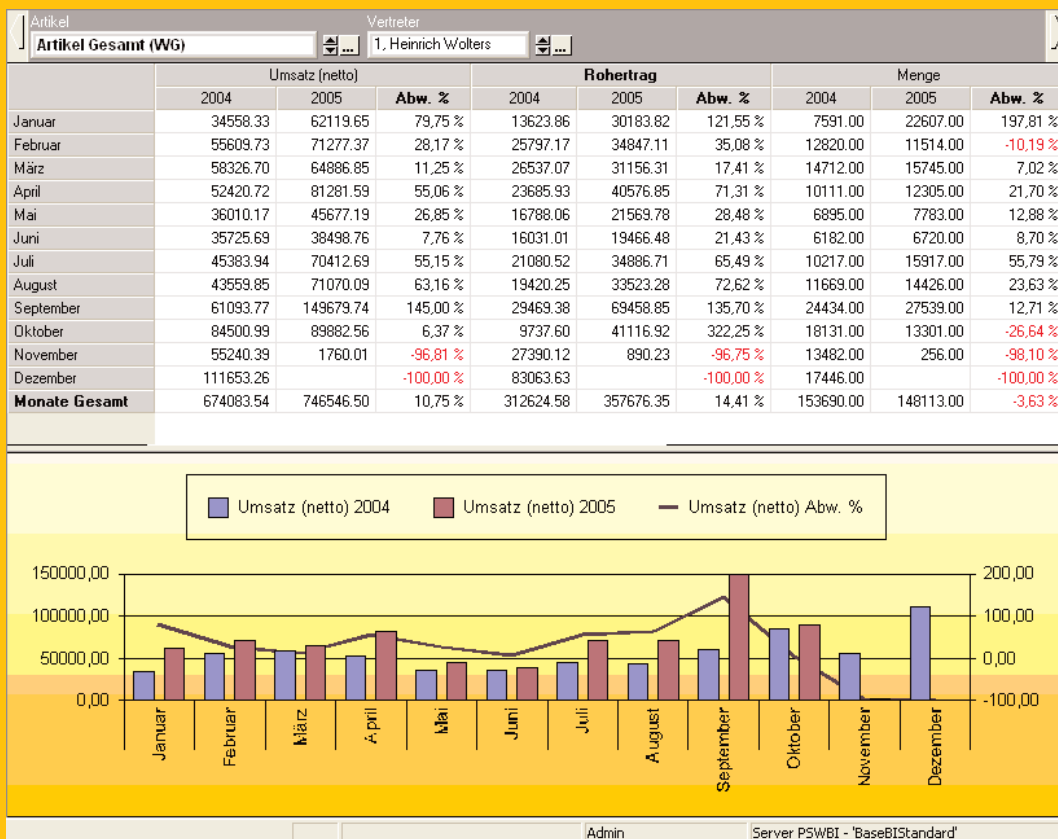 Artikel Vertreter
Artikel Gesamt (WG) ... 1, Heinrich Wolters ...
Umsatz (netto) Rohertrag Menge
2004 2005 Abw. % 2004 2005 Abw. % 2004 2005 Abw. %
Januar 34558.33 62119.65 79,75 % 13623.86 30183.82 121,55 % 7591.00 22607.00 197,81 %
Februar 55609.73 71277.37 28,17 % 25797.17 34847.11 35,08 % 12820.00 11514.00 -10,19 %
März 58326.70 64886.85 11,25 % 26537.07 31156.31 17,41 % 14712.00 15745.00 7,02 %
April 52420.72 81281.59 55,06 % 23685.93 40576.85 71,31 % 10111.00 12305.00 21,70 %
Mai 36010.17 45677.19 26,85 % 16788.06 21569.78 28,48 % 6895.00 7783.00 12,88 %
Juni 35725.69 38498.76 7,76 % 16031.01 19466.48 21,43 % 6182.00 6720.00 8,70 %
Juli 45383.94 70412.69 55,15 % 21080.52 34886.71 65,49 % 10217.00 15917.00 55,79 %
August 43559.85 71070.09 63,16 % 19420.25 33523.28 72,62 % 11669.00 14426.00 23,63 %
September 61093.77 149679.74 145,00 % 29469.38 69458.85 135,70 % 24434.00 27539.00 12,71 %
Oktober 84500.99 89882.56 6,37 % 9737.60 41116.92 322,25 % 18131.00 13301.00 -26,64 %
November 55240.39 1760.01 -96,81 % 27390.12 890.23 -96,75 % 13482.00 256.00 -98,10 %
Dezember 111653.26 -100,00 % 83063.63 -100,00 % 17446.00 -100,00 %
Monate Gesamt 674083.54 746546.50 10,75 % 312624.58 357676.35 14,41 % 153690.00 148113.00 -3,63 %
Umsatz (netto) 2004 Umsatz (netto) 2005 Umsatz (netto) Abw. %
150000,00 200,00
100000,00 100,00
50000,00 0,00
0,00 -100,00
Januar Februar März April Mai Juni Juli August September Oktober November Dezember
Admin Server PSWBI - 'BaseBIStandard'